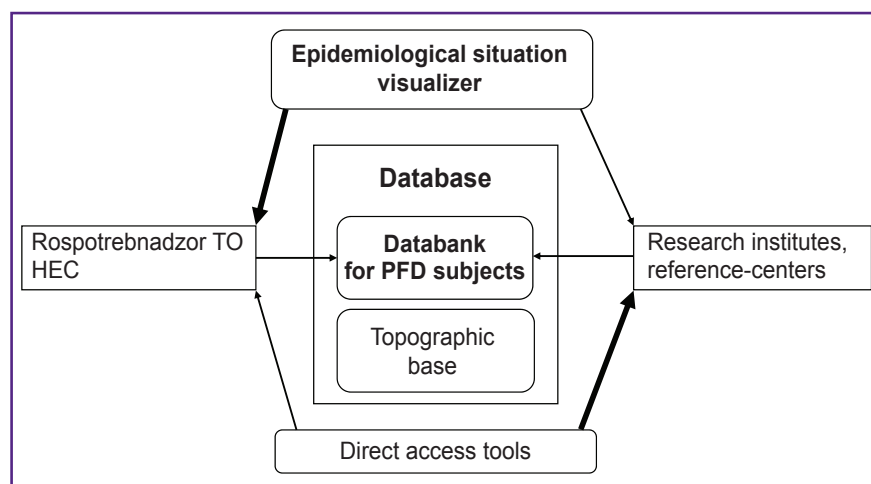 Epidemiological situation
visualizer
Database
Rospotrebnadzor TO
HEC
Databank
for PFD subjects
Research institutes,
reference-centers
Topographic
base
Direct access tools